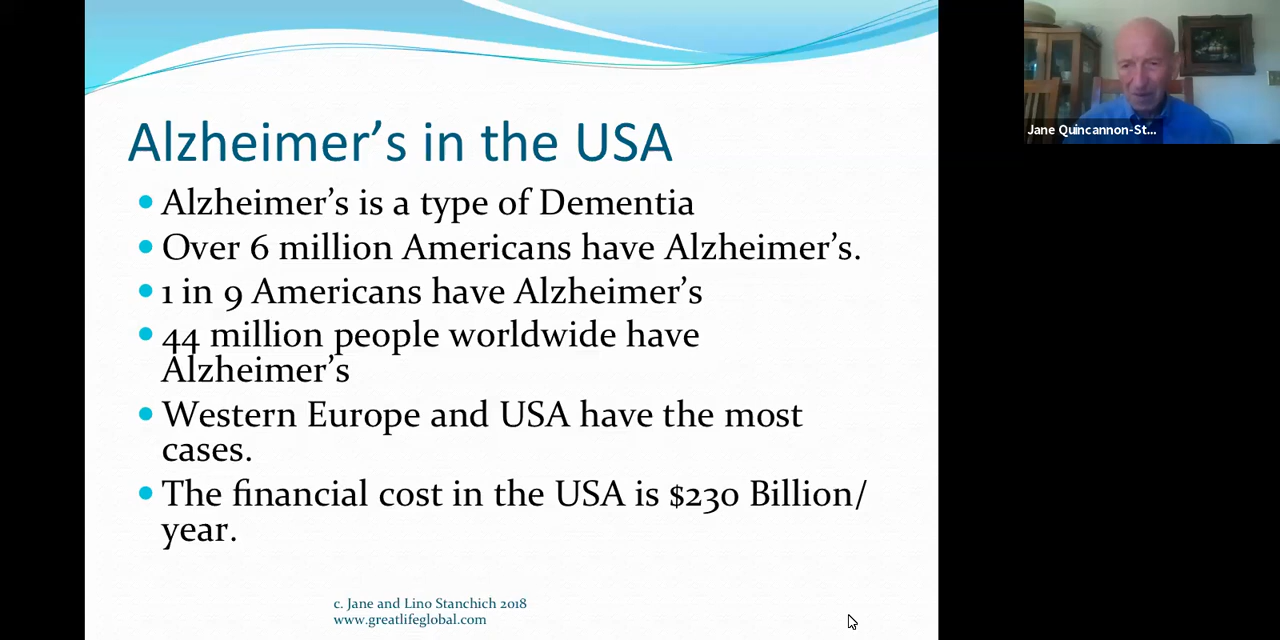 Alzheimer’s in the USA
Alzheimer’s is a type of Dementia
Over 6 million Americans have Alzheimer’s.
1 in 9 Americans have Alzheimer’s
44 million people worldwide have
Alzheimer’s
Western Europe and USA have the most
cases.
The financial cost in the USA is $230 Billion/
year.
c. Jane and Lino Stanchich 2018
www.greatlifeglobal.com
Jane Quincannon-St...